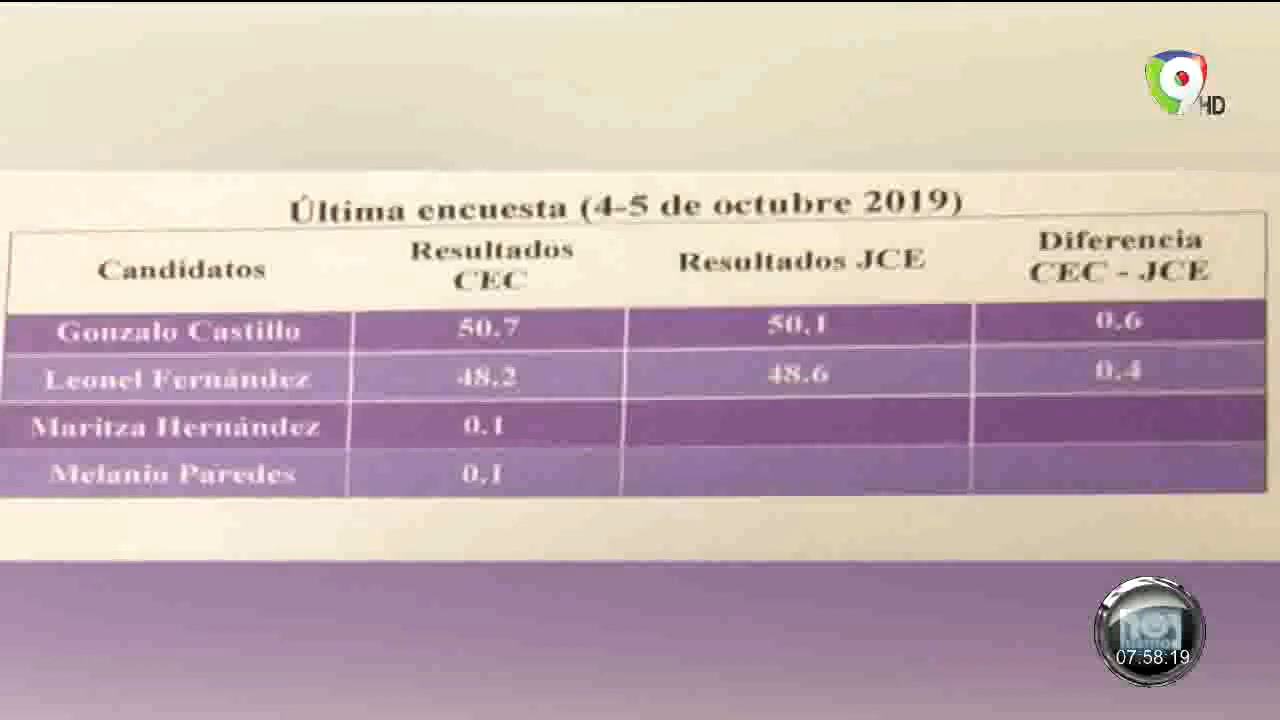 HD
Última encuesta (4-5 de octubre 2019)
Candidatos Resultados CEC Resultados JCE Diferencia CEC - JCE
Gonzalo Castillo 50.7 50.1 0.6
Leonel Fernández 48.2 48.6 0.4
Maritza Hernández 0.1
Melanio Paredes 0.1
07:58:19